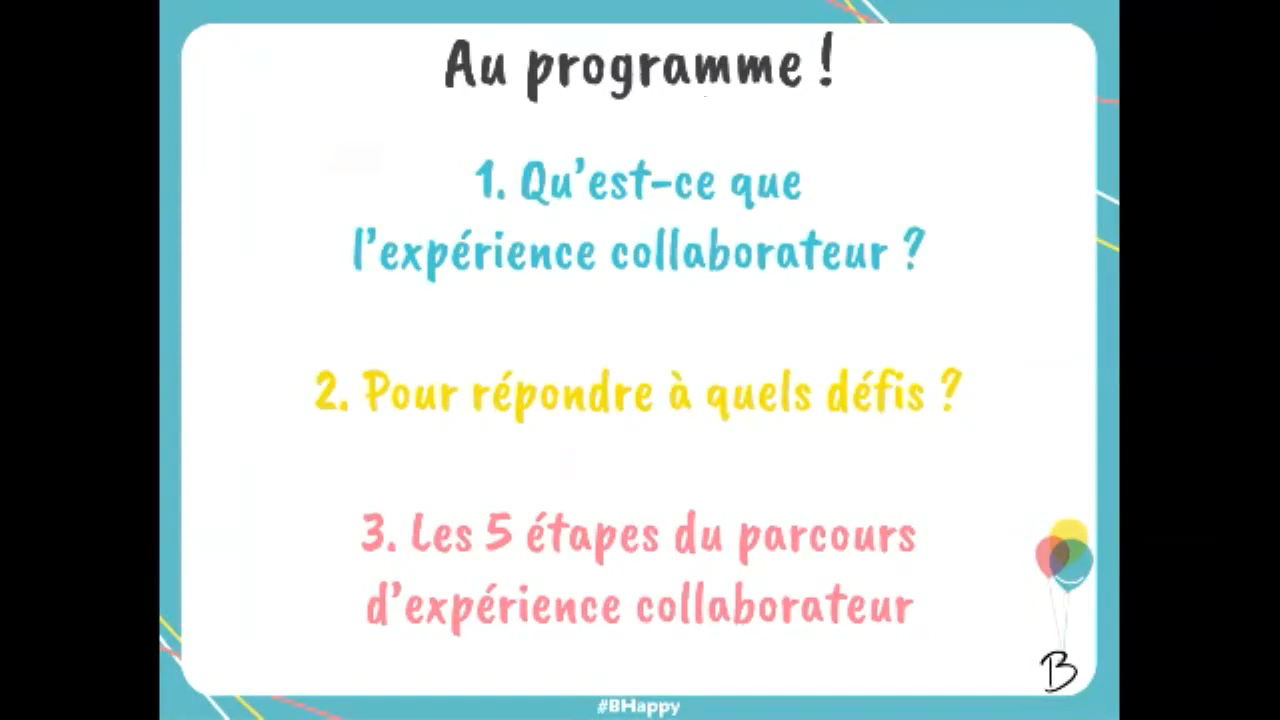 Au programme !
1. Qu'est-ce que
l'expérience collaborateur ?
2. Pour répondre à quels défis ?
3. Les 5 étapes du parcours
d'expérience collaborateur
B
#BHappy